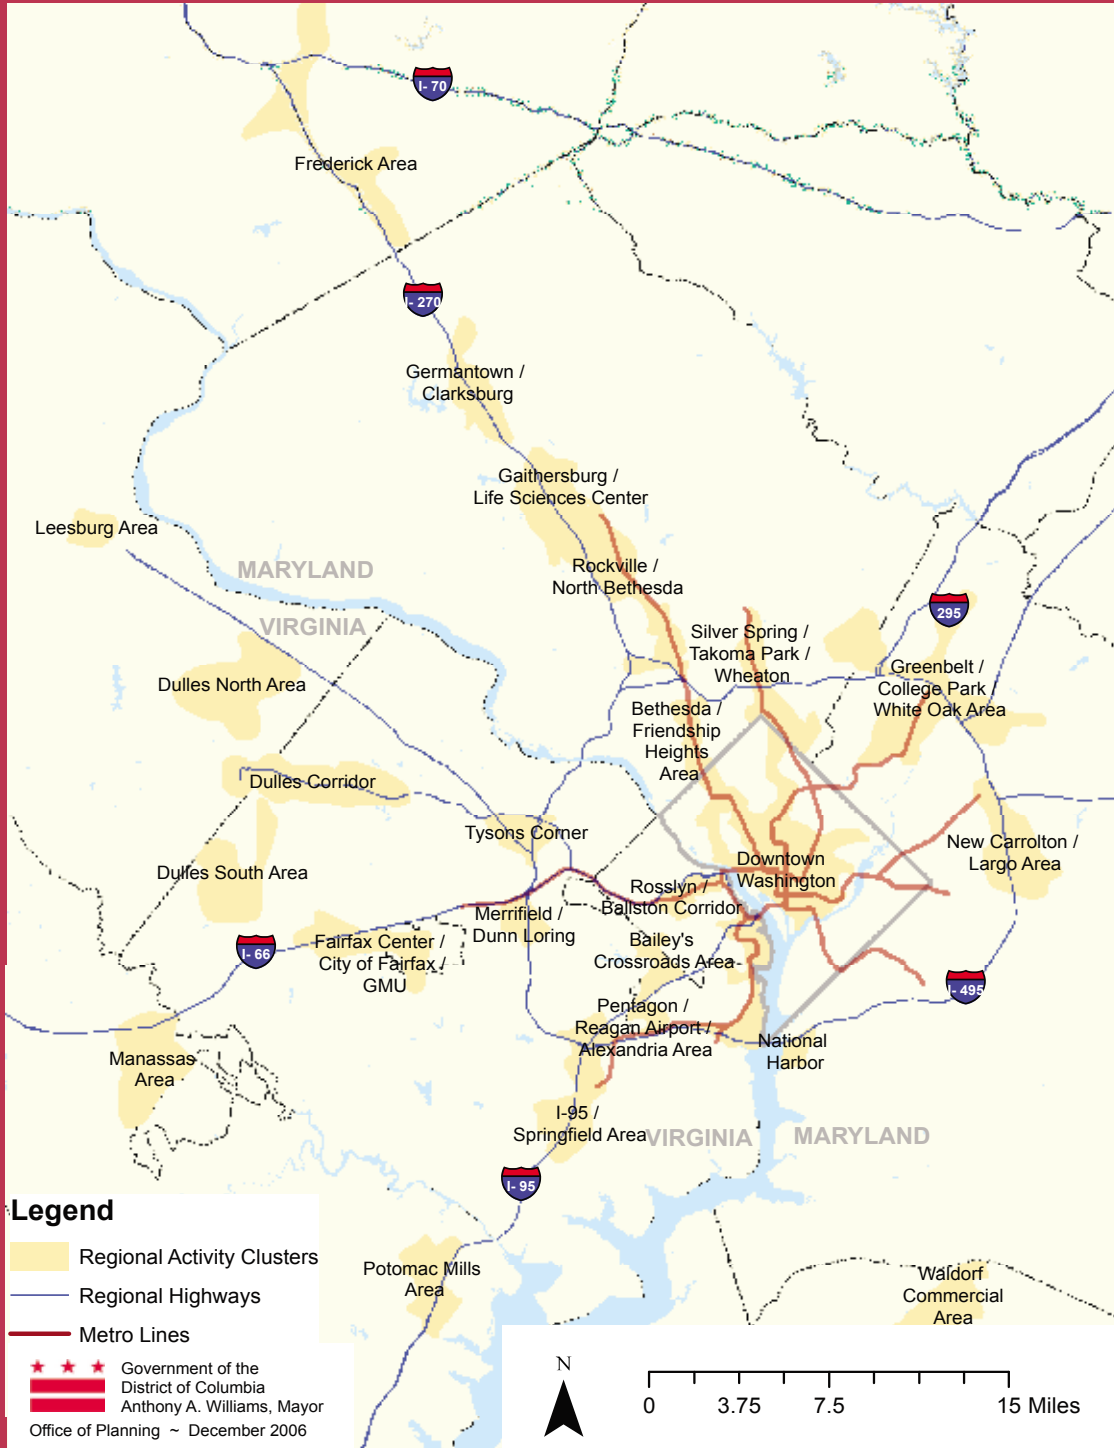 I- 70
Frederick Area
I- 270
Germantown /
Clarksburg
Gaithersburg /
Life Sciences Center
Leesburg Area
MARYLAND
VIRGINIA
Rockville /
North Bethesda
295
Silver Spring /
Takoma Park /
Wheaton
Greenbelt /
College Park /
White Oak Area
Dulles North Area
Bethesda /
Friendship
Heights
Area
Dulles Corridor
Tysons Corner
New Carrolton /
Largo Area
Dulles South Area
Downtown
Washington
Rosslyn /
Ballston Corridor
Merrifield /
Dunn Loring
Fairfax Center /
City of Fairfax /
GMU
I- 66
Bailey's
Crossroads Area
I- 495
Pentagon /
Reagan Airport /
Alexandria Area
National
Harbor
Manassas
Area
I-95 /
Springfield Area
VIRGINIA
MARYLAND
I- 95
Potomac Mills
Area
Waldorf
Commercial
Area
Legend
Regional Activity Clusters
Regional Highways
Metro Lines
Government of the
District of Columbia
Anthony A. Williams, Mayor
Office of Planning ~ December 2006
N
0 3.75 7.5 15 Miles